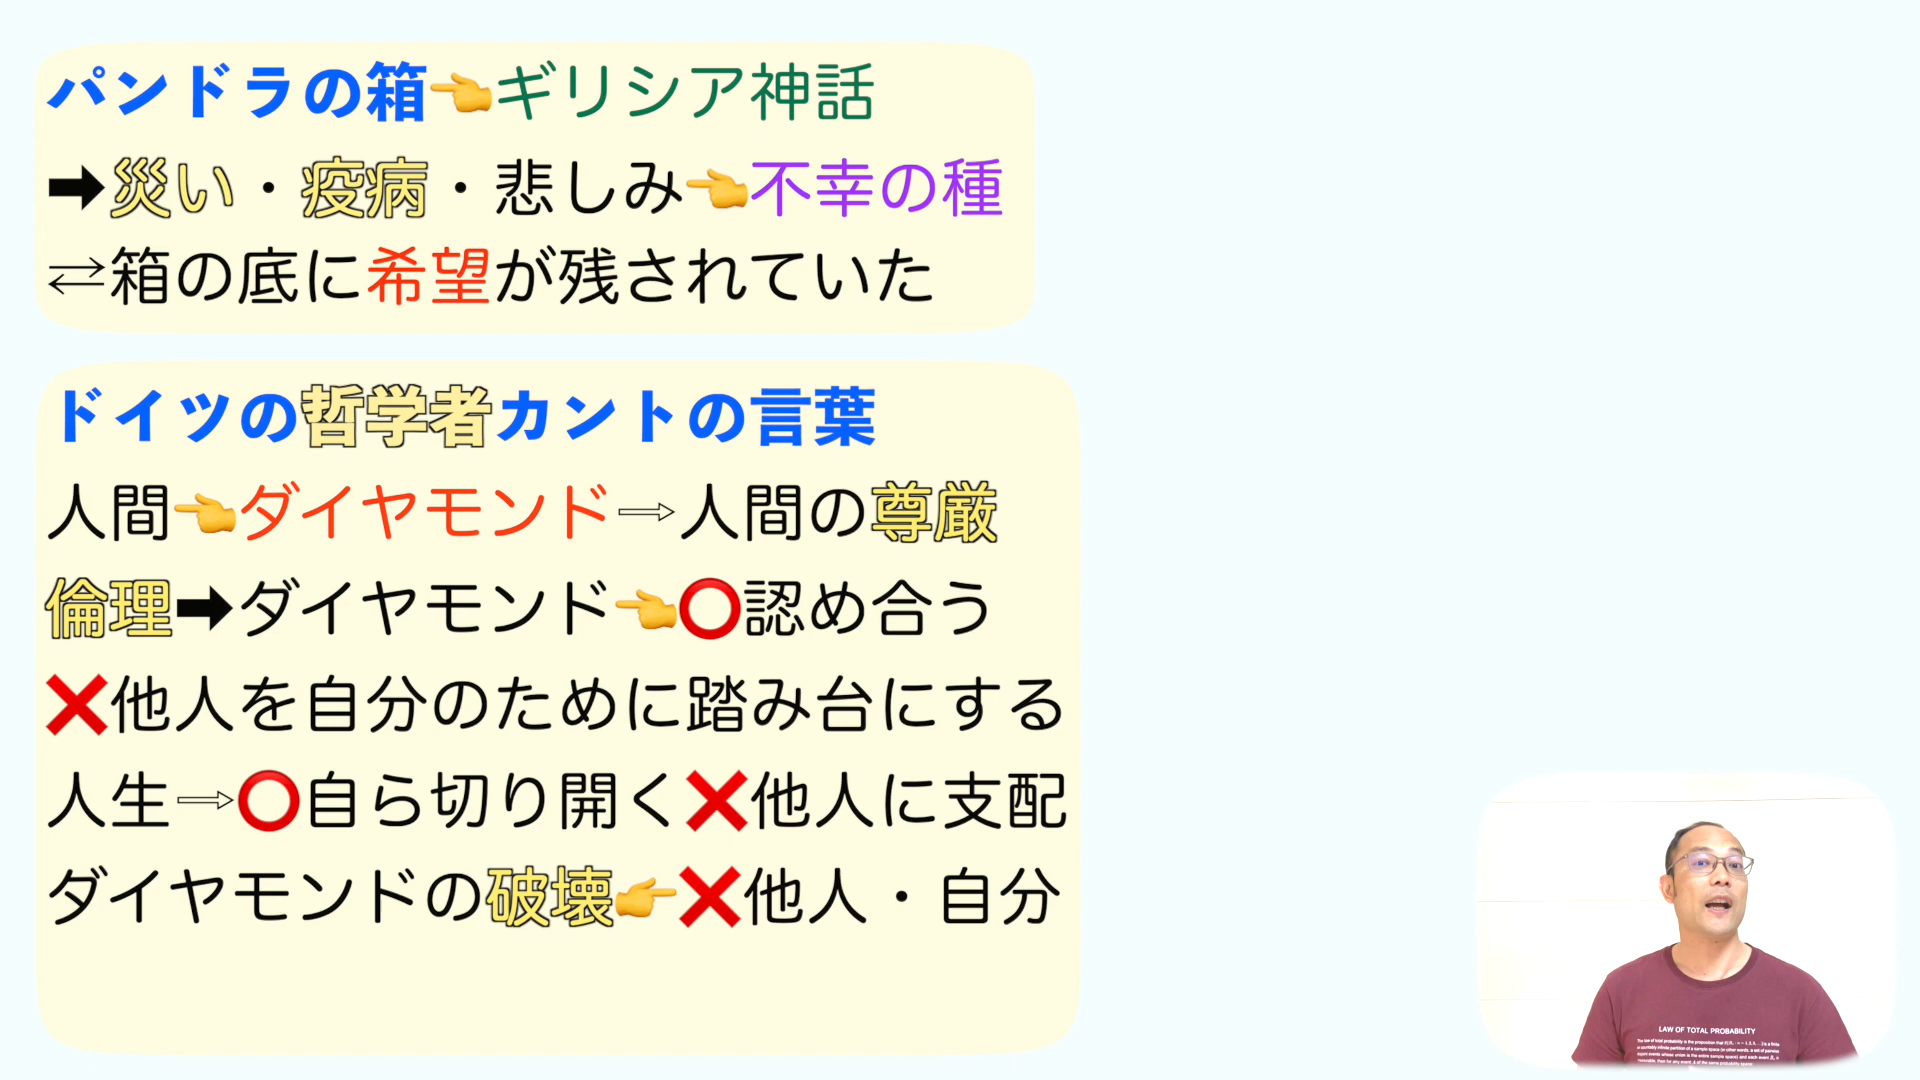 パンドラの箱👈ギリシア神話
➡災い・疫病・悲しみ👈不幸の種
⇄箱の底に希望が残されていた
ドイツの哲学者カントの言葉
人間👈ダイヤモンド⇨人間の尊厳
倫理➡ダイヤモンド👈⭕認め合う
❌他人を自分のために踏み台にする
人生⇨⭕自ら切り開く❌他人に支配
ダイヤモンドの破壊👉❌他人・自分
LAW OF TOTAL PROBABILITY